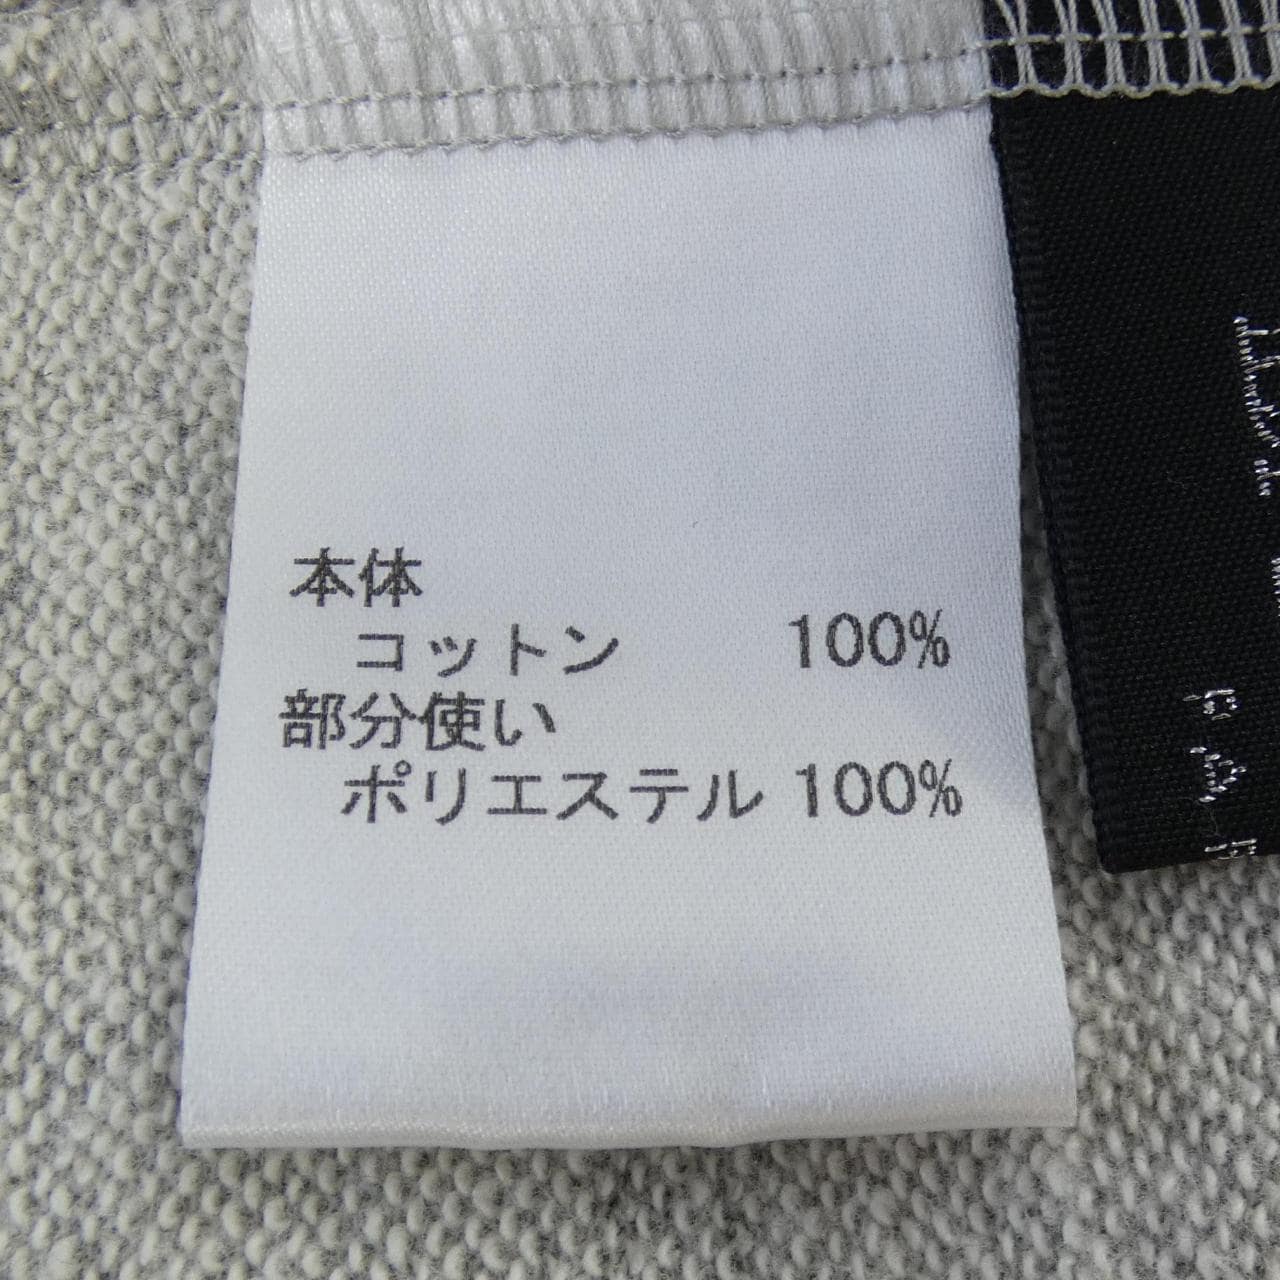 本体
コットン 100%
部分使い
ポリエステル 100%